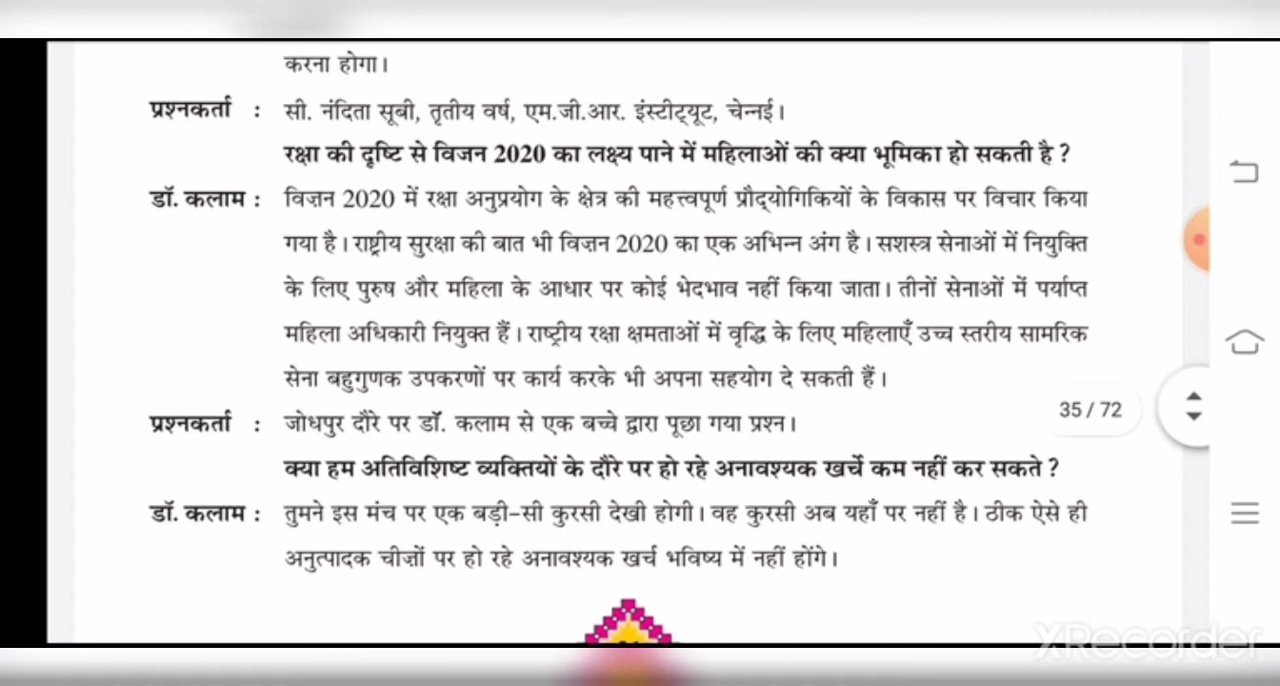 करना होगा।
प्रश्नकर्ता : सी. नंदिता सूबी, तृतीय वर्ष, एम.जी.आर. इंस्टीट्यूट, चेन्नई।
रक्षा की दृष्टि से विजन 2020 का लक्ष्य पाने में महिलाओं की क्या भूमिका हो सकती है ?
डॉ. कलाम : विज़न 2020 में रक्षा अनुप्रयोग के क्षेत्र की महत्त्वपूर्ण प्रौद्योगिकियों के विकास पर विचार किया
गया है। राष्ट्रीय सुरक्षा की बात भी विज़न 2020 का एक अभिन्न अंग है। सशस्त्र सेनाओं में नियुक्ति
के लिए पुरुष और महिला के आधार पर कोई भेदभाव नहीं किया जाता। तीनों सेनाओं में पर्याप्त
महिला अधिकारी नियुक्त हैं। राष्ट्रीय रक्षा क्षमताओं में वृद्धि के लिए महिलाएँ उच्च स्तरीय सामरिक
सेना बहुगुणक उपकरणों पर कार्य करके भी अपना सहयोग दे सकती हैं।
35 / 72
प्रश्नकर्ता : जोधपुर दौरे पर डॉ. कलाम से एक बच्चे द्वारा पूछा गया प्रश्न।
क्या हम अतिविशिष्ट व्यक्तियों के दौरे पर हो रहे अनावश्यक खर्चे कम नहीं कर सकते ?
डॉ. कलाम : तुमने इस मंच पर एक बड़ी-सी कुरसी देखी होगी। वह कुरसी अब यहाँ पर नहीं है। ठीक ऐसे ही
अनुत्पादक चीज़ों पर हो रहे अनावश्यक खर्च भविष्य में नहीं होंगे।
XRecorder